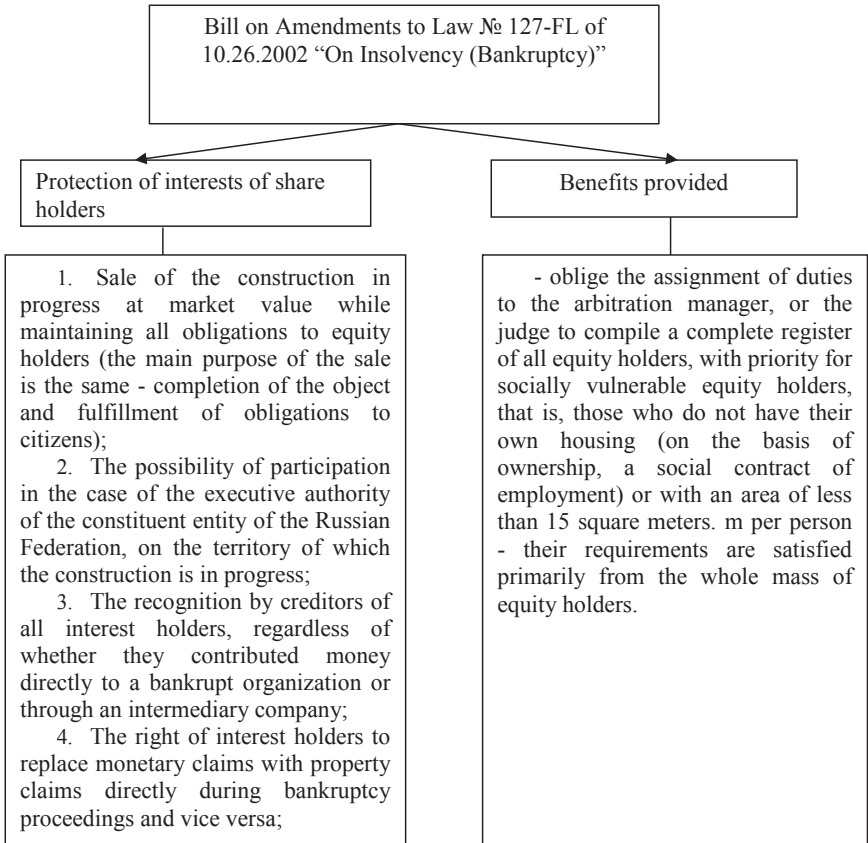 Bill on Amendments to Law № 127-FL of
10.26.2002 “On Insolvency (Bankruptcy)”
Protection of interests of share
holders
1. Sale of the construction in
progress at market value while
maintaining all obligations to equity
holders (the main purpose of the sale
is the same - completion of the object
and fulfillment of obligations to
citizens);
2. The possibility of participation
in the case of the executive authority
of the constituent entity of the Russian
Federation, on the territory of which
the construction is in progress;
3. The recognition by creditors of
all interest holders, regardless of
whether they contributed money
directly to a bankrupt organization or
through an intermediary company;
4. The right of interest holders to
replace monetary claims with property
claims directly during bankruptcy
proceedings and vice versa;
Benefits provided
- oblige the assignment of duties
to the arbitration manager, or the
judge to compile a complete register
of all equity holders, with priority for
socially vulnerable equity holders,
that is, those who do not have their
own housing (on the basis of
ownership, a social contract of
employment) or with an area of less
than 15 square meters. m per person
- their requirements are satisfied
primarily from the whole mass of
equity holders.